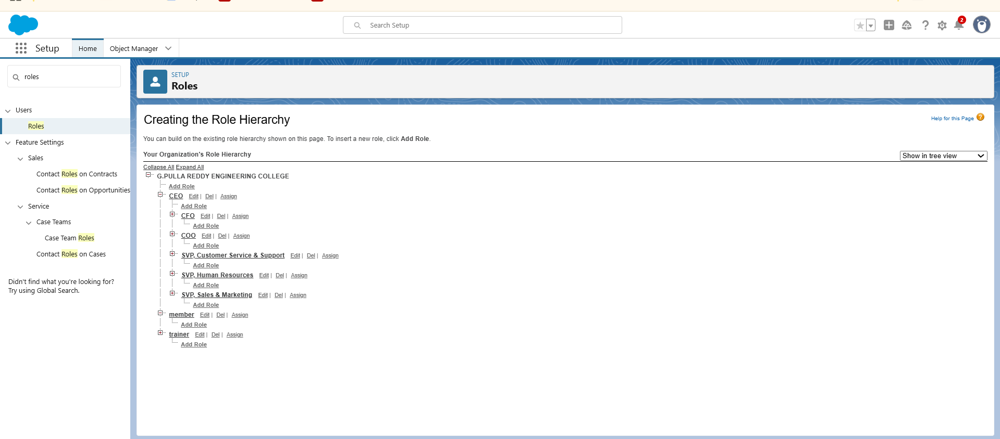 Search Setup
2
Setup
Home
Object Manager
roles
Users
Roles
Feature Settings
Sales
Contact Roles on Contracts
Contact Roles on Opportunities
Service
Case Teams
Case Team Roles
Contact Roles on Cases
Didn't find what you're looking for?
Try using Global Search.
SETUP
Roles
Creating the Role Hierarchy
Help for this Page ?
You can build on the existing role hierarchy shown on this page. To insert a new role, click Add Role.
Your Organization's Role Hierarchy
Show in tree view
Collapse All Expand All
G.PULLA REDDY ENGINEERING COLLEGE
Add Role
CEO Edit | Del | Assign
Add Role
CFO Edit | Del | Assign
Add Role
COO Edit | Del | Assign
Add Role
SVP, Customer Service & Support Edit | Del | Assign
Add Role
SVP, Human Resources Edit | Del | Assign
Add Role
SVP, Sales & Marketing Edit | Del | Assign
Add Role
member Edit | Del | Assign
Add Role
trainer Edit | Del | Assign
Add Role